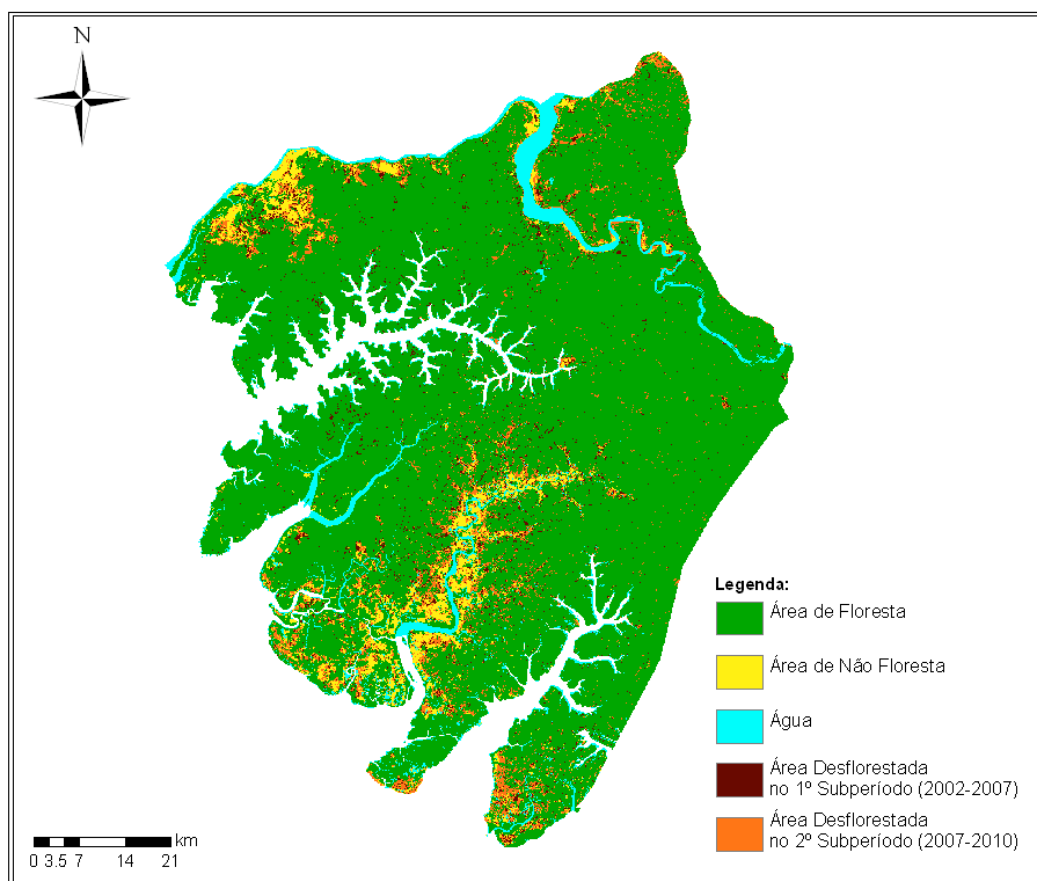 N
Legenda:
Área de Floresta
Área de Não Floresta
Água
Área Desflorestada
no 1º Subperíodo (2002-2007)
Área Desflorestada
no 2º Subperíodo (2007-2010)
km
0 3.5 7 14 21